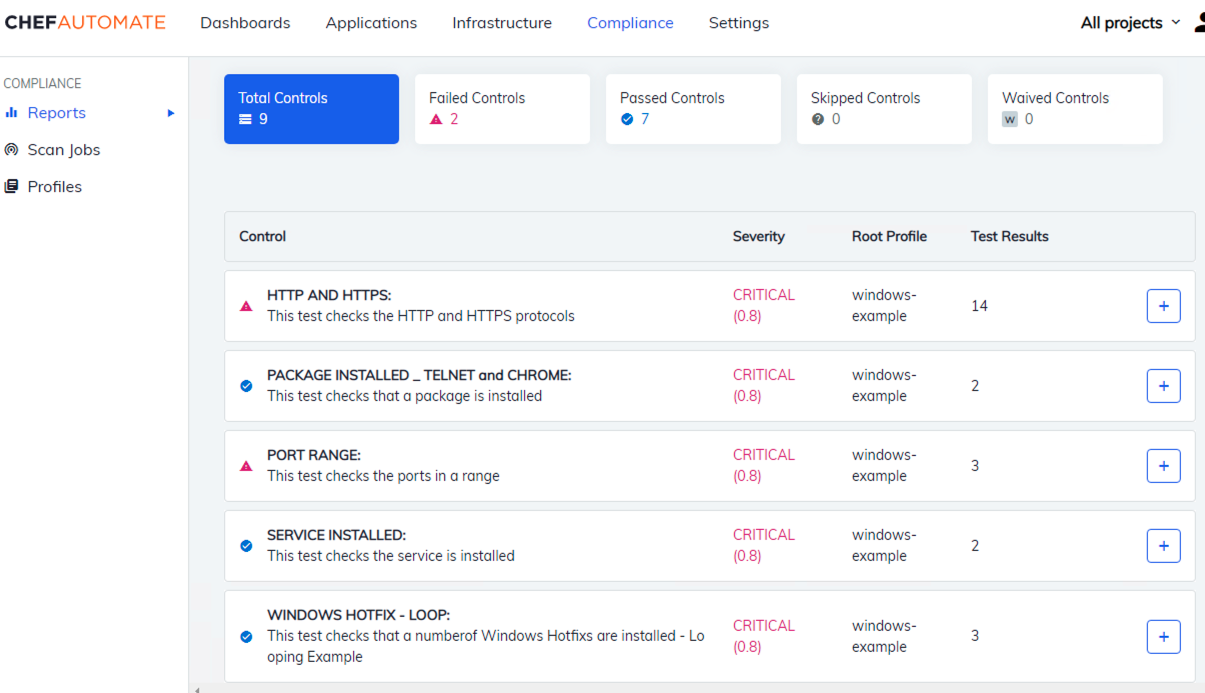 CHEFAUTOMATE Dashboards Applications Infrastructure Compliance Settings All projects
COMPLIANCE
Reports
Scan Jobs
Profiles
Total Controls
9
Failed Controls
2
Passed Controls
7
Skipped Controls
? 0
Waived Controls
W 0
Control Severity Root Profile Test Results
HTTP AND HTTPS:
This test checks the HTTP and HTTPS protocols
CRITICAL
(0.8)
windows-
example
14
+
PACKAGE INSTALLED _ TELNET and CHROME:
This test checks that a package is installed
CRITICAL
(0.8)
windows-
example
2
+
PORT RANGE:
This test checks the ports in a range
CRITICAL
(0.8)
windows-
example
3
+
SERVICE INSTALLED:
This test checks the service is installed
CRITICAL
(0.8)
windows-
example
2
+
WINDOWS HOTFIX - LOOP:
This test checks that a numberof Windows Hotfixs are installed - Lo
oping Example
CRITICAL
(0.8)
windows-
example
3
+